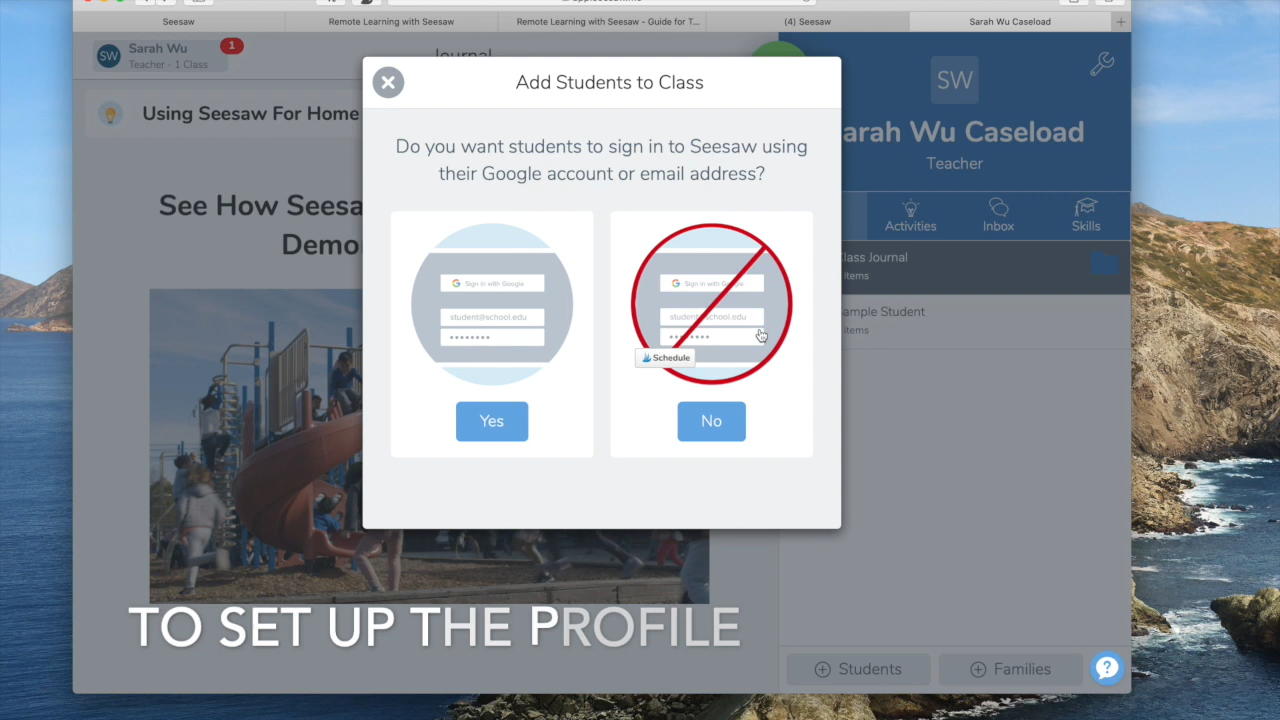 Seesaw
Remote Learning with Seesaw
Remote Learning with Seesaw - Guide for T...
(4) Seesaw
Sarah Wu Caseload
SW
Sarah Wu
Teacher - 1 Class
1
Journal
Using Seesaw For Home
See How Seesa
Demo
Add Students to Class
Do you want students to sign in to Seesaw using
their Google account or email address?
Sign in with Google
student@school.edu
Yes
Sign in with Google
student@school.edu
Schedule
No
SW
arah Wu Caseload
Teacher
Activities
Inbox
Skills
lass Journal
items
ample Student
items
Students
Families
TO SET UP THE PROFILE